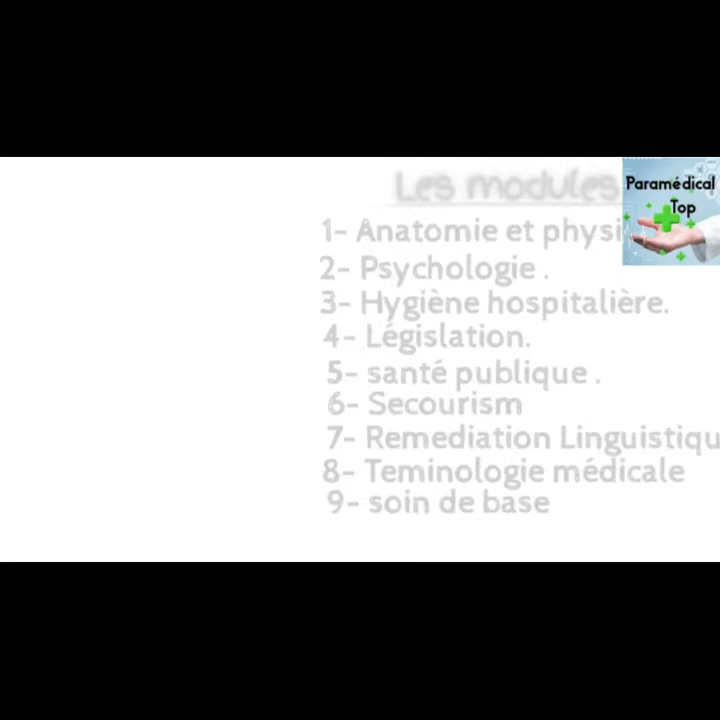 Les modules
Paramédical
Top
1- Anatomie et physi
2- Psychologie .
3- Hygiène hospitalière.
4- Législation.
5- santé publique .
6- Secourism
7- Remediation Linguistiqu
8- Teminologie médicale
9- soin de base